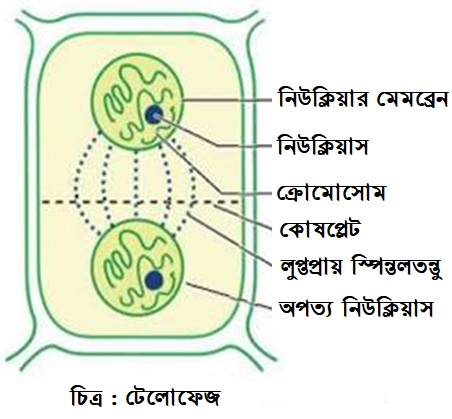 নিউক্লিয়ার মেমব্রেন
নিউক্লিয়াস
ক্রোমোসোম
কোষপ্লেট
লুপ্তপ্রায় স্পিন্ডলতন্তু
অপত্য নিউক্লিয়াস
চিত্র : টেলোফেজ